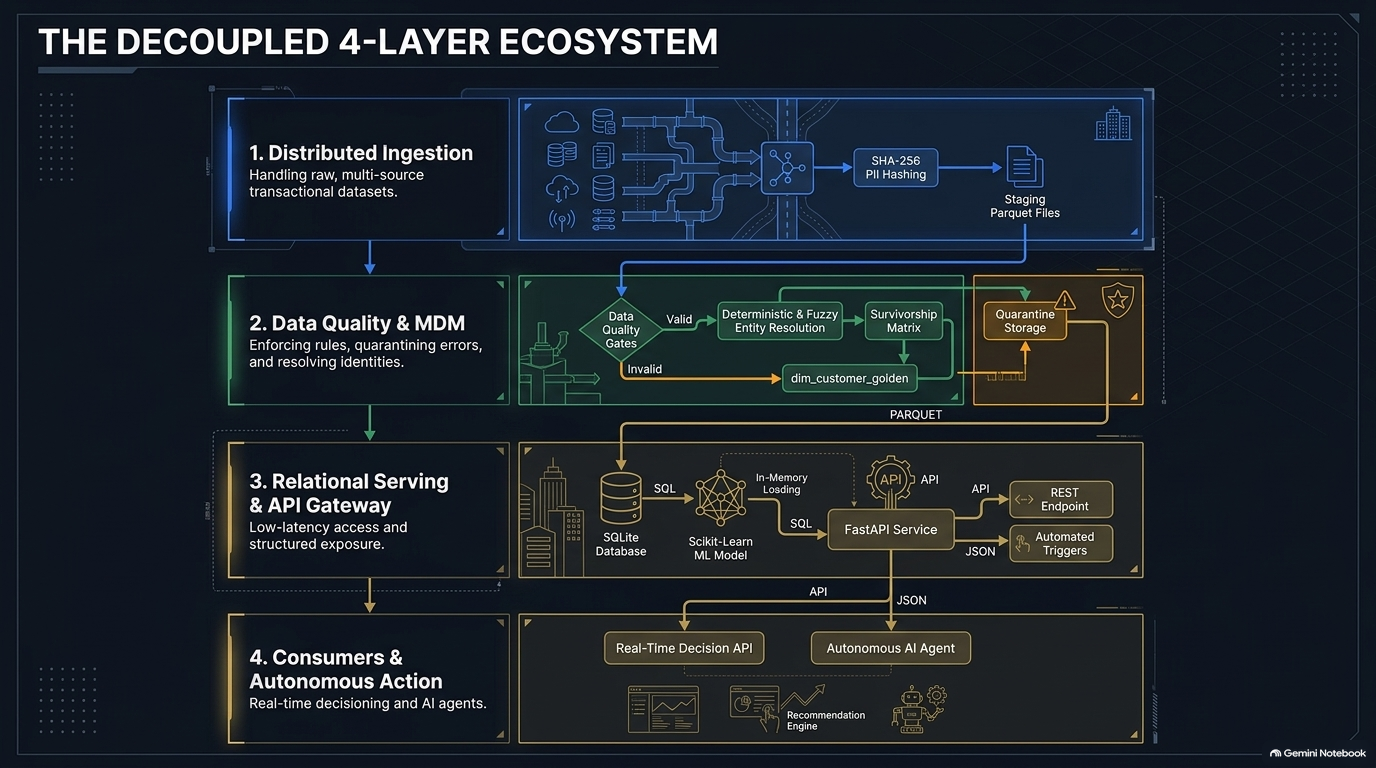 THE DECOUPLED 4-LAYER ECOSYSTEM
1. Distributed Ingestion
Handling raw, multi-source
transactional datasets.
SHA-256
PII Hashing
Staging
Parquet Files
2. Data Quality & MDM
Enforcing rules, quarantining errors,
and resolving identities.
Data
Quality
Gates
Valid
Invalid
Deterministic & Fuzzy
Entity Resolution
Survivorship
Matrix
dim_customer_golden
Quarantine
Storage
PARQUET
3. Relational Serving
& API Gateway
Low-latency access and
structured exposure.
SQLite
Database
SQL
Scikit-Learn
ML Model
In-Memory
Losding
SQL
API
API
FastAPI Service
API
JSON
REST
Endpoint
Automated
Triggers
API
JSON
4. Consumers &
Autonomous Action
Real-time decisioning and AI agents.
Real-Time Decision API
Autonomous AI Agent
Recommendation
Engine
Gemini Notebook